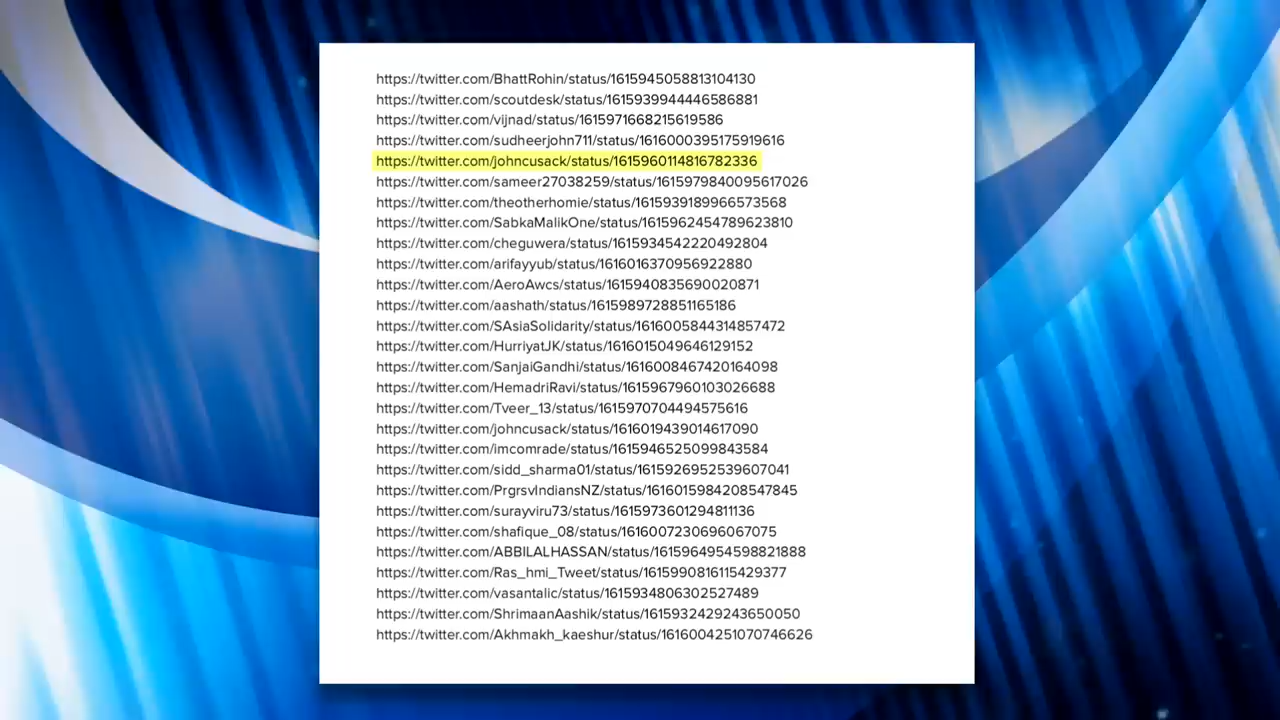 https://twitter.com/BhattRohin/status/1615945058813104130
https://twitter.com/scoutdesk/status/1615939944446586881
https://twitter.com/vijnad/status/1615971668215619586
https://twitter.com/sudheerjohn711/status/1616000395175919616
https://twitter.com/johncusack/status/1615960114816782336
https://twitter.com/sameer27038259/status/1615979840095617026
https://twitter.com/theotherhomie/status/1615939189966573568
https://twitter.com/SabkaMalikOne/status/1615962454789623810
https://twitter.com/cheguwera/status/1615934542220492804
https://twitter.com/arifayyub/status/1616016370956922880
https://twitter.com/AeroAwcs/status/1615940835690020871
https://twitter.com/aashath/status/1615989728851165186
https://twitter.com/SAsiaSolidarity/status/1616005844314857472
https://twitter.com/HurriyatJK/status/1616015049646129152
https://twitter.com/SanjaiGandhi/status/1616008467420164098
https://twitter.com/HemadriRavi/status/1615967960103026688
https://twitter.com/Tveer_13/status/1615970704494575616
https://twitter.com/johncusack/status/1616019439014617090
https://twitter.com/imcomrade/status/1615946525099843584
https://twitter.com/sidd_sharma01/status/1615926952539607041
https://twitter.com/PrgrsvIndiansNZ/status/1616015984208547845
https://twitter.com/surayviru73/status/1615973601294811136
https://twitter.com/shafique_08/status/1616007230696067075
https://twitter.com/ABBILALHASSAN/status/1615964954598821888
https://twitter.com/Ras_hmi_Tweet/status/1615990816115429377
https://twitter.com/vasantalic/status/1615934806302527489
https://twitter.com/ShrimaanAashik/status/1615932429243650050
https://twitter.com/Akhmakh_kaeshur/status/1616004251070746626